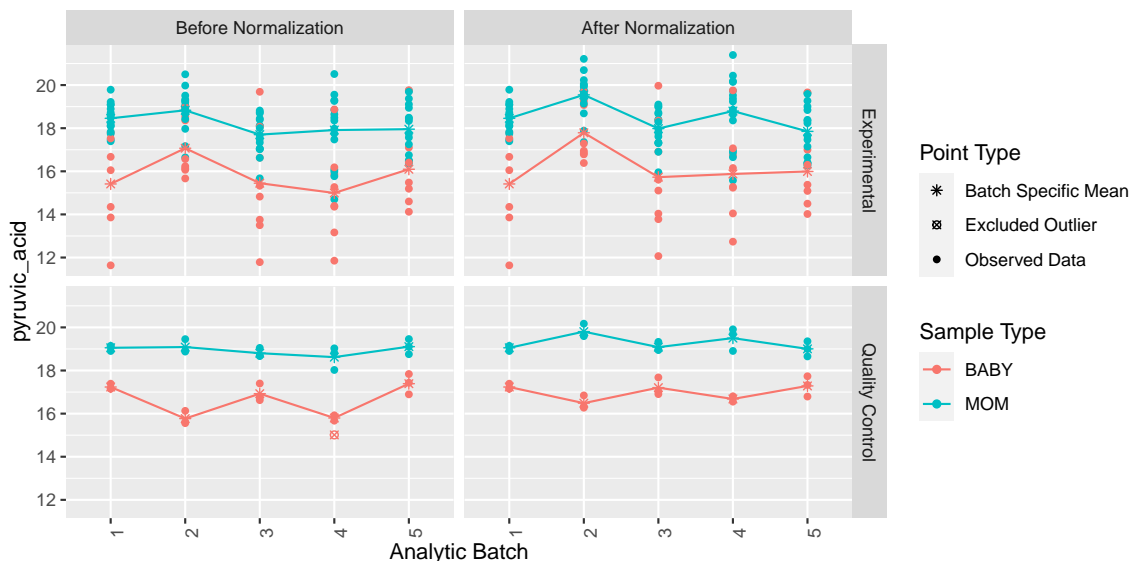 Before Normalization
After Normalization
20
18
16
14
12
Experimental
20
18
16
14
12
Quality Control
pyruvic_acid
1
2
3
4
5
1
2
3
4
5
Analytic Batch
Point Type
Batch Specific Mean
Excluded Outlier
Observed Data
Sample Type
BABY
MOM